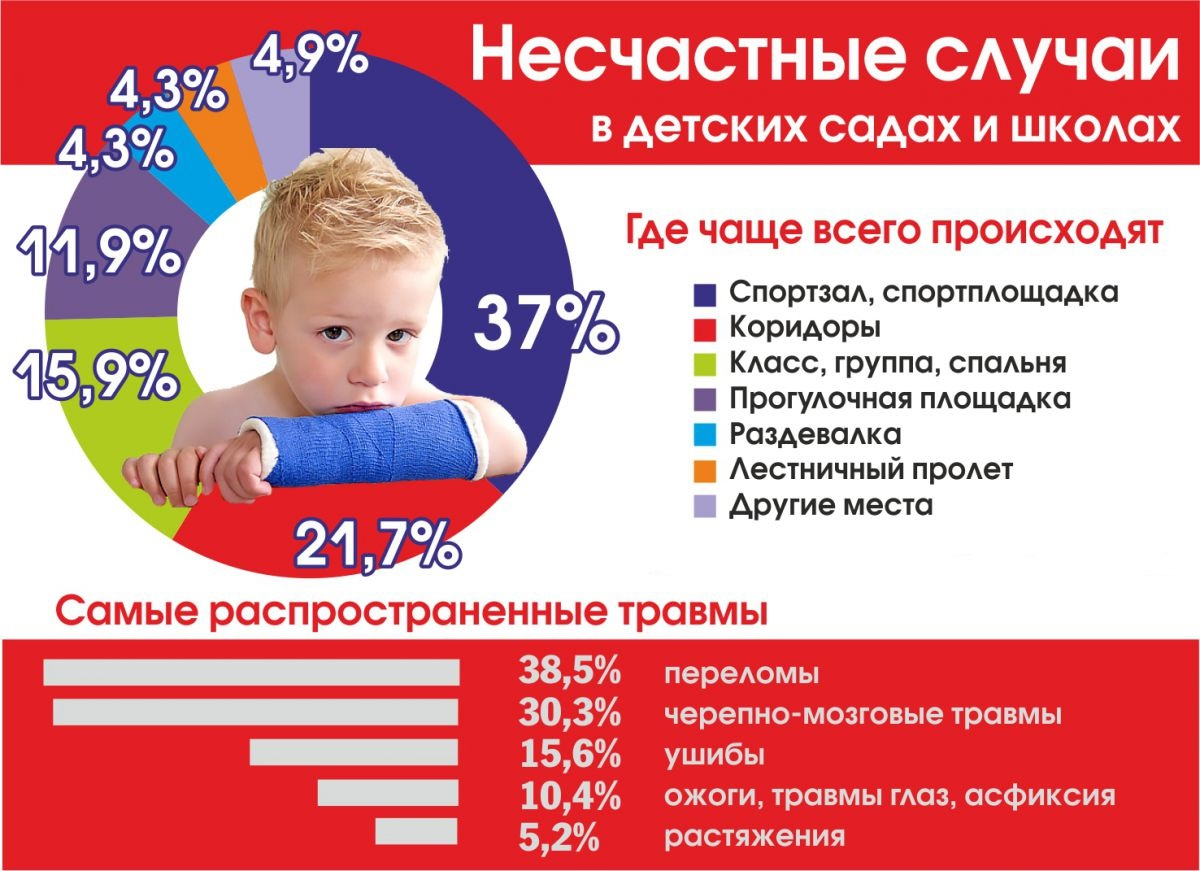 Несчастные случаи
в детских садах и школах
4,9%
4,3%
4,3%
11,9%
15,9%
37%
21,7%
Где чаще всего происходят
Спортзал, спортплощадка
Коридоры
Класс, группа, спальня
Прогулочная площадка
Раздевалка
Лестничный пролет
Другие места
Самые распространенные травмы
38,5% переломы
30,3% черепно-мозговые травмы
15,6% ушибы
10,4% ожоги, травмы глаз, асфиксия
5,2% растяжения